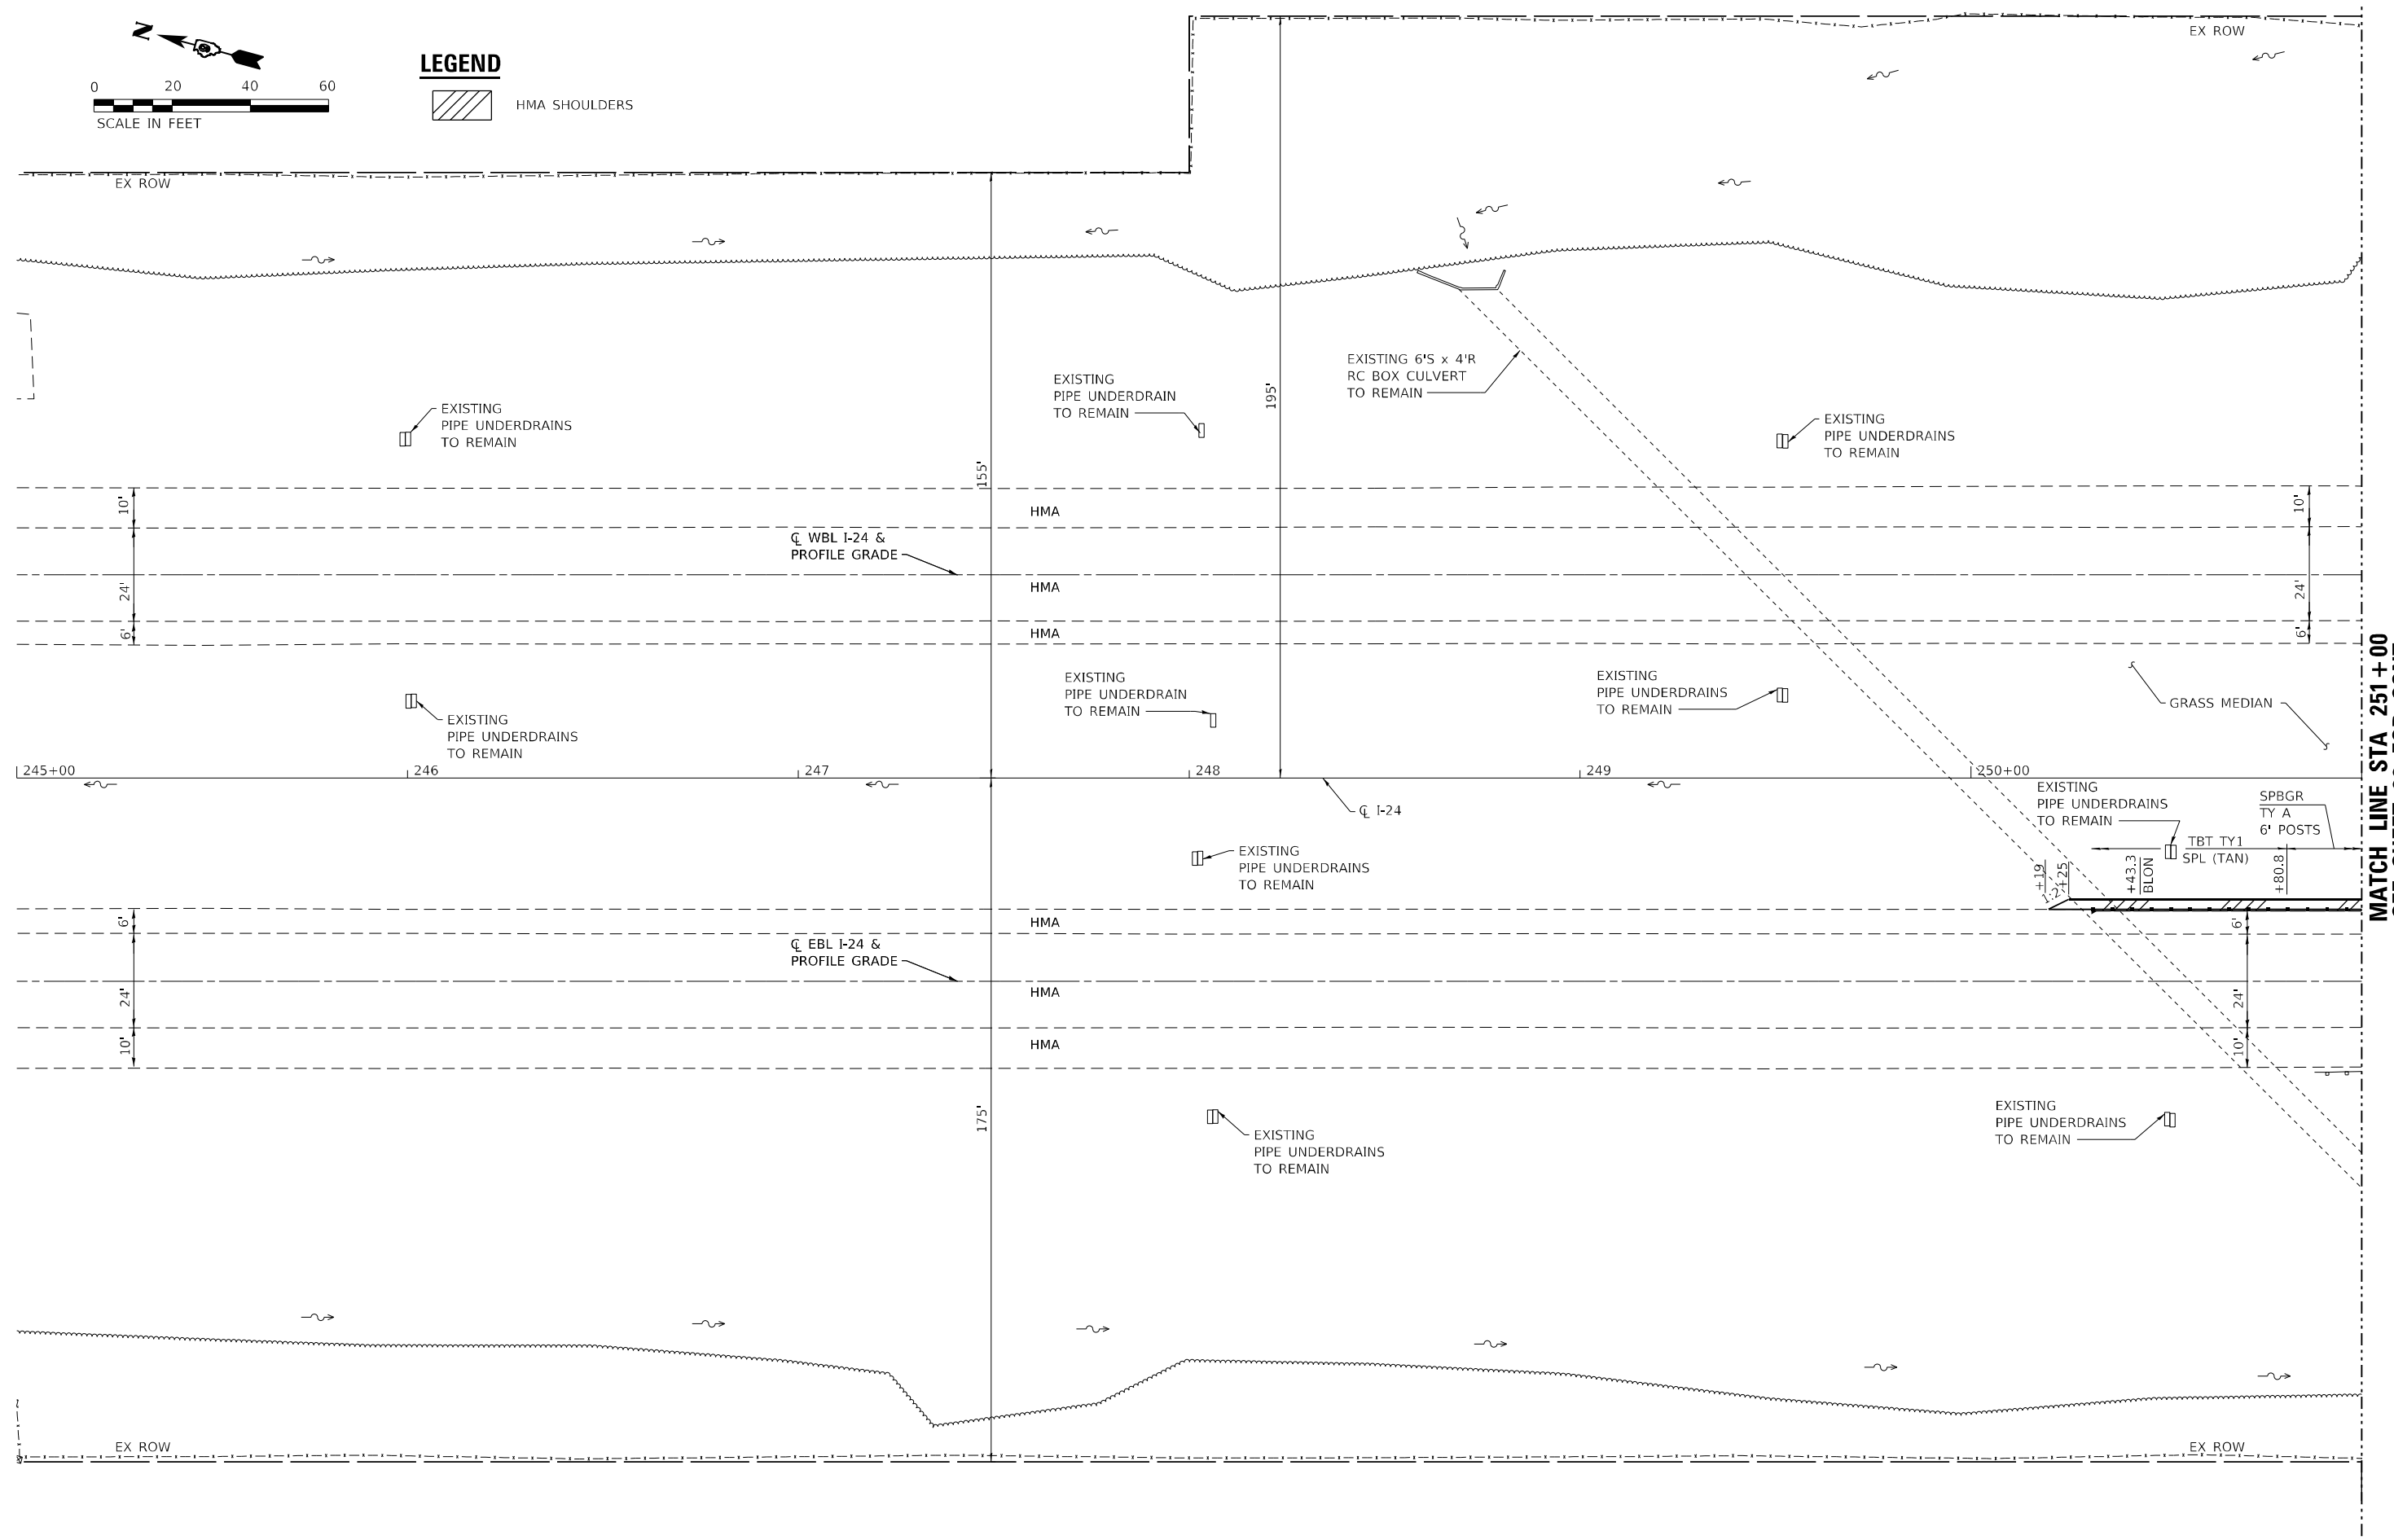 N
0 20 40 60
SCALE IN FEET
LEGEND
HMA SHOULDERS
EX ROW
EX ROW
EXISTING
PIPE UNDERDRAINS
TO REMAIN
EXISTING
PIPE UNDERDRAIN
TO REMAIN
EXISTING 6'S x 4'R
RC BOX CULVERT
TO REMAIN
EXISTING
PIPE UNDERDRAINS
TO REMAIN
155'
195'
10'
24'
6'
HMA
℄ WBL I-24 &
PROFILE GRADE
HMA
HMA
10'
24'
6'
EXISTING
PIPE UNDERDRAINS
TO REMAIN
EXISTING
PIPE UNDERDRAIN
TO REMAIN
EXISTING
PIPE UNDERDRAINS
TO REMAIN
GRASS MEDIAN
MATCH LINE STA 251+00
245+00 246 247 248 249 250+00
℄ I-24
EXISTING
PIPE UNDERDRAINS
TO REMAIN
SPBGR
TY A
6' POSTS
TBT TY1
SPL (TAN)
+19
+25
+43.3
BLON
+80.8
EXISTING
PIPE UNDERDRAINS
TO REMAIN
6'
24'
10'
HMA
℄ EBL I-24 &
PROFILE GRADE
HMA
HMA
6'
24'
10'
175'
EXISTING
PIPE UNDERDRAINS
TO REMAIN
EXISTING
PIPE UNDERDRAINS
TO REMAIN
EX ROW
EX ROW